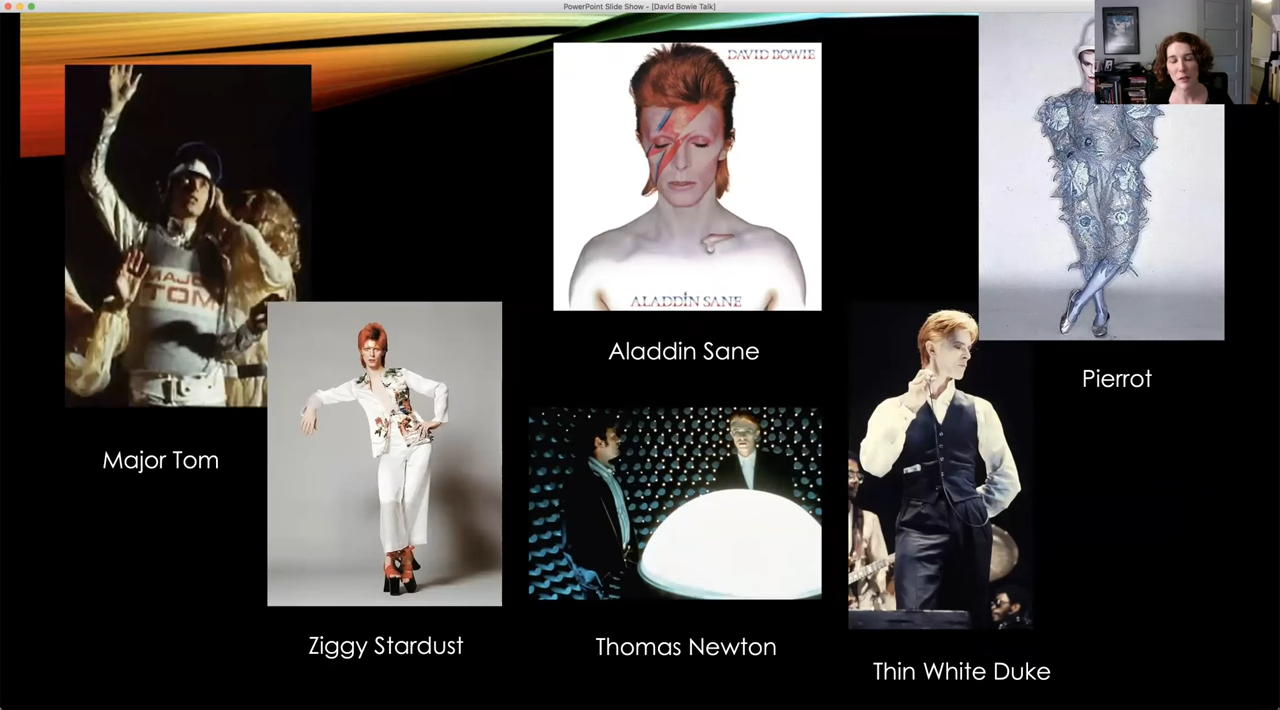 PowerPoint Slide Show - [David Bowie Talk]
MAJOR
TOM
DAVID BOWIE
ALADDIN SANE
Major Tom
Ziggy Stardust
Aladdin Sane
Thomas Newton
Thin White Duke
Pierrot